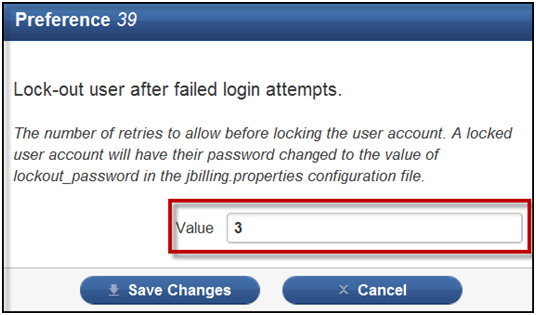 Preference 39
Lock-out user after failed login attempts.
The number of retries to allow before locking the user account. A locked
user account will have their password changed to the value of
lockout_password in the jbilling.properties configuration file.
Value 3
Save Changes Cancel